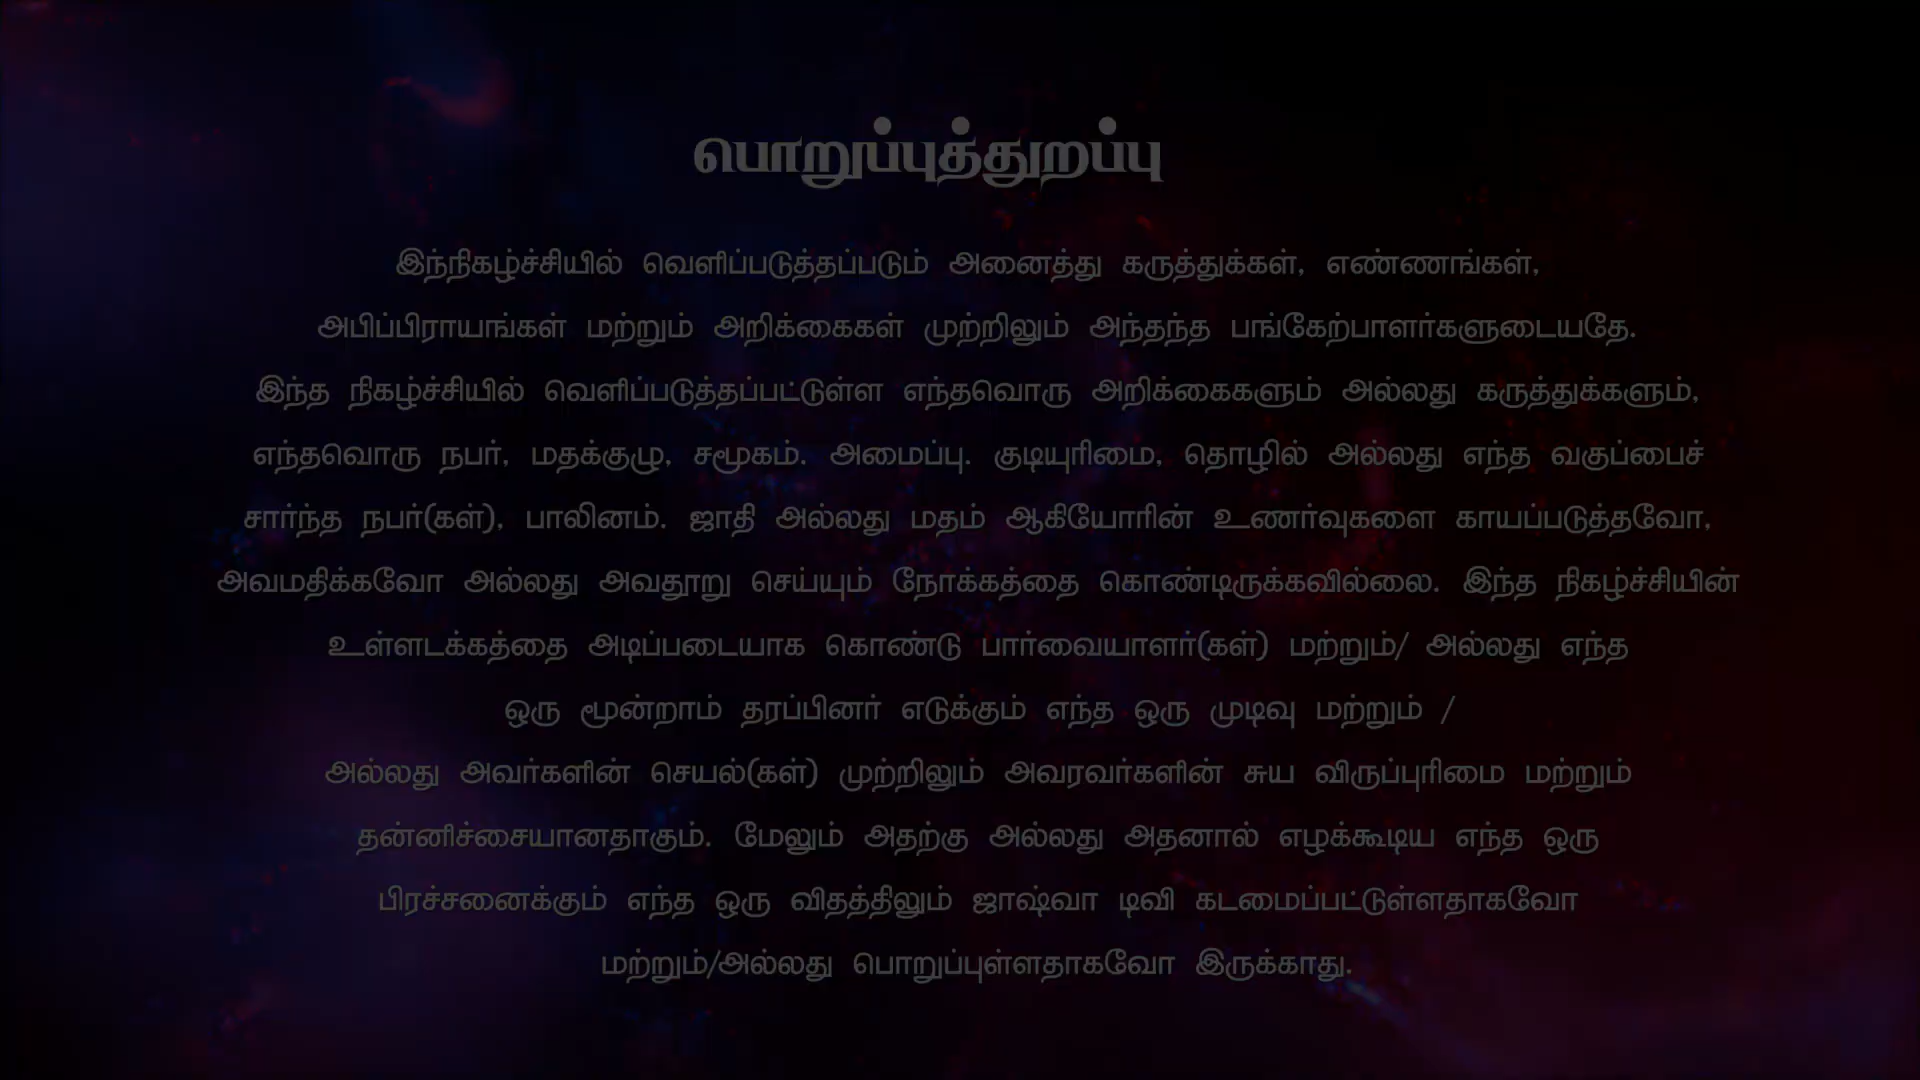 பொறுப்புத்துறப்பு
இந்நிகழ்ச்சியில் வெளிப்படுத்தப்படும் அனைத்து கருத்துக்கள், எண்ணங்கள்,
அபிப்பிராயங்கள் மற்றும் அறிக்கைகள் முற்றிலும் அந்தந்த பங்கேற்பாளர்களுடையதே.
இந்த நிகழ்ச்சியில் வெளிப்படுத்தப்பட்டுள்ள எந்தவொரு அறிக்கைகளும் அல்லது கருத்துக்களும்,
எந்தவொரு நபர், மதக்குழு, சமூகம். அமைப்பு. குடியுரிமை, தொழில் அல்லது எந்த வகுப்பைச்
சார்ந்த நபர்(கள்), பாலினம். ஜாதி அல்லது மதம் ஆகியோரின் உணர்வுகளை காயப்படுத்தவோ,
அவமதிக்கவோ அல்லது அவதூறு செய்யும் நோக்கத்தை கொண்டிருக்கவில்லை. இந்த நிகழ்ச்சியின்
உள்ளடக்கத்தை அடிப்படையாக கொண்டு பார்வையாளர்(கள்) மற்றும்/ அல்லது எந்த
ஒரு மூன்றாம் தரப்பினர் எடுக்கும் எந்த ஒரு முடிவு மற்றும் /
அல்லது அவர்களின் செயல்(கள்) முற்றிலும் அவரவர்களின் சுய விருப்புரிமை மற்றும்
தன்னிச்சையானதாகும். மேலும் அதற்கு அல்லது அதனால் எழக்கூடிய எந்த ஒரு
பிரச்சனைக்கும் எந்த ஒரு விதத்திலும் ஜாஷ்வா டிவி கடமைப்பட்டுள்ளதாகவோ
மற்றும்/அல்லது பொறுப்புள்ளதாகவோ இருக்காது.